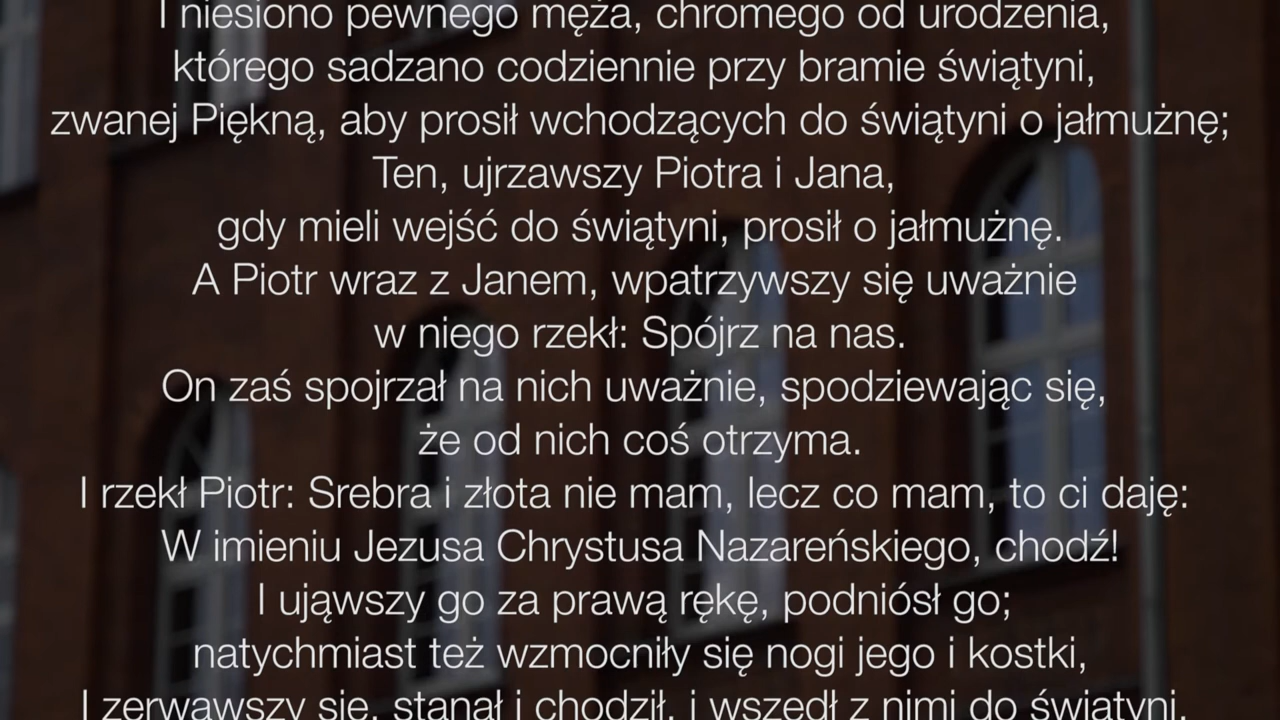 I niesiono pewnego męża, chromego od urodzenia,
którego sadzano codziennie przy bramie świątyni,
zwanej Piękną, aby prosił wchodzących do świątyni o jałmużnę;
Ten, ujrzawszy Piotra i Jana,
gdy mieli wejść do świątyni, prosił o jałmużnę.
A Piotr wraz z Janem, wpatrzywszy się uważnie
w niego rzekł: Spójrz na nas.
On zaś spojrzał na nich uważnie, spodziewając się,
że od nich coś otrzyma.
I rzekł Piotr: Srebra i złota nie mam, lecz co mam, to ci daję:
W imieniu Jezusa Chrystusa Nazareńskiego, chodź!
I ująwszy go za prawą rękę, podniósł go;
natychmiast też wzmocniły się nogi jego i kostki,
I zerwawszy się, stanął i chodził, i wszedł z nimi do świątyni,